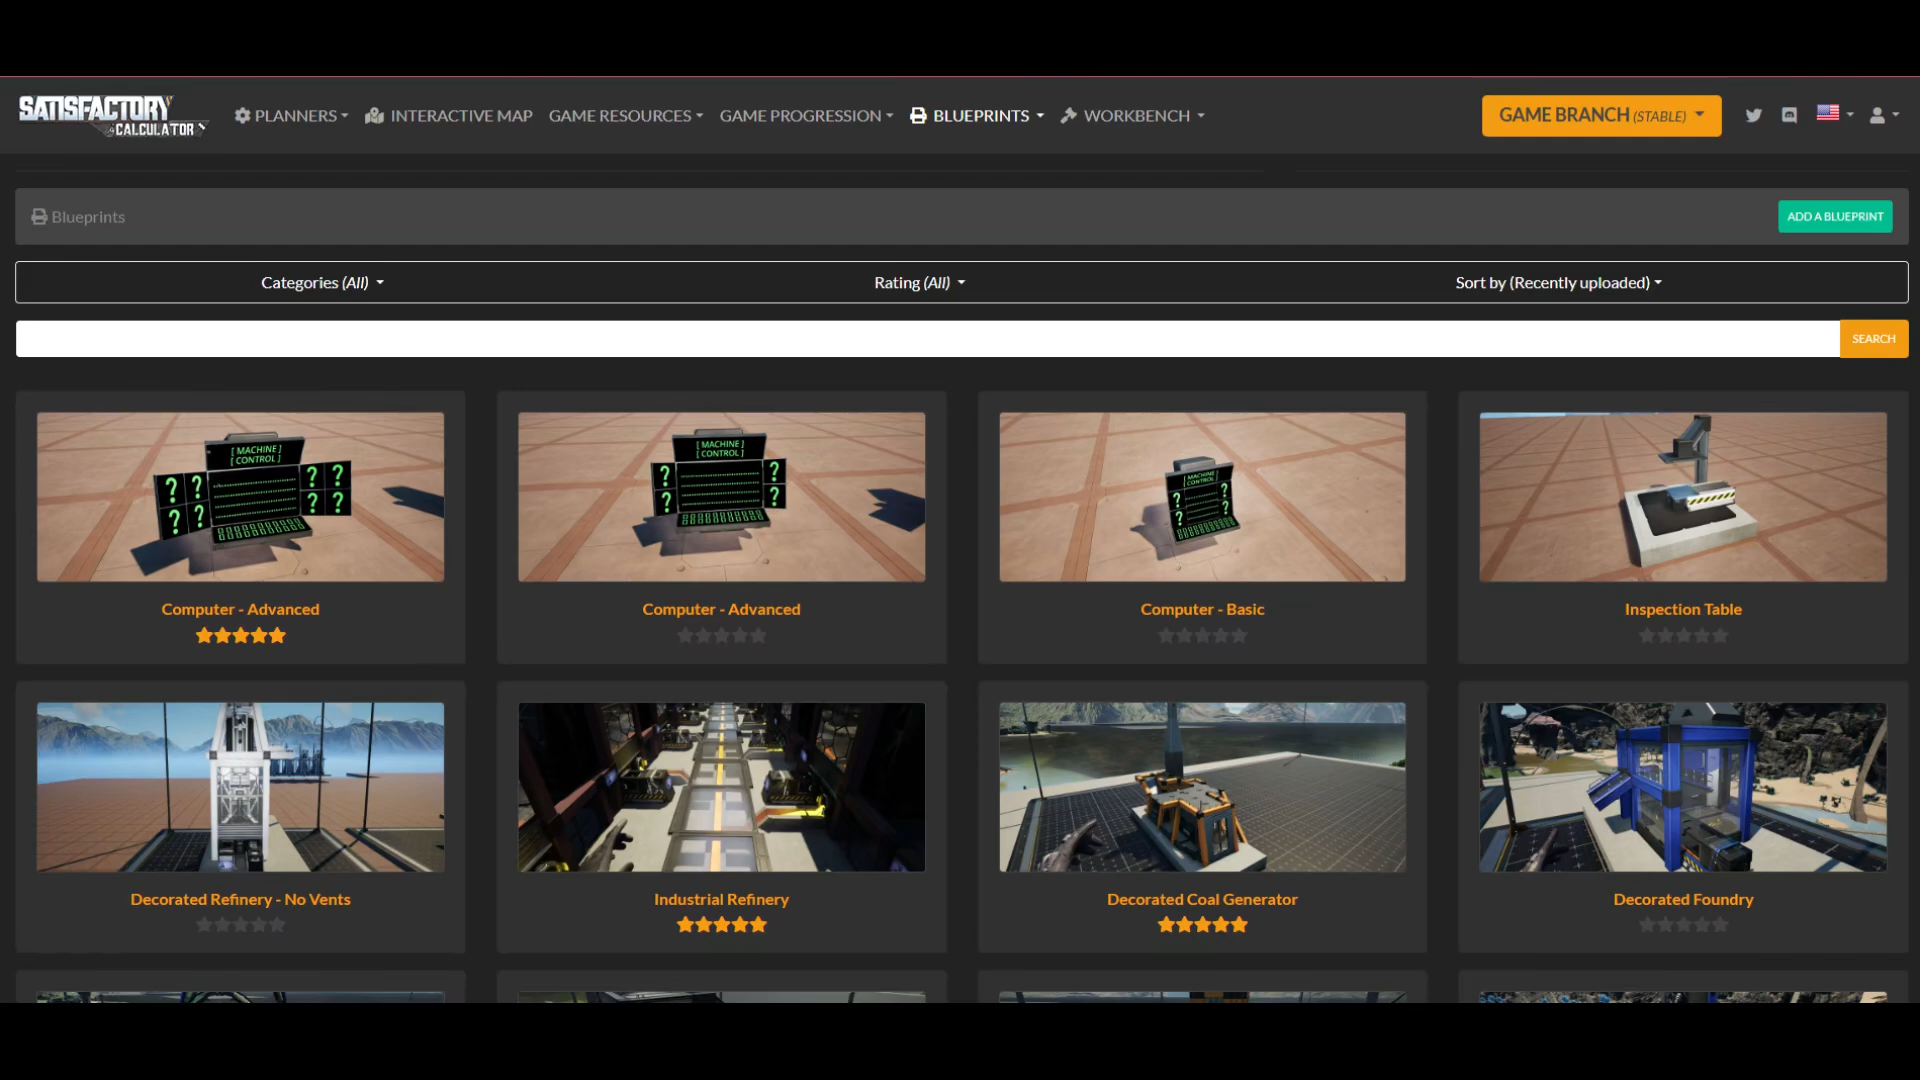 SATISFACTORY
CALCULATOR
PLANNERS
INTERACTIVE MAP
GAME RESOURCES
GAME PROGRESSION
BLUEPRINTS
WORKBENCH
GAME BRANCH (STABLE)
Blueprints
ADD A BLUEPRINT
Categories (All)
Rating (All)
Sort by (Recently uploaded)
SEARCH
[ MACHINE ]
[ CONTROL ]
? ? ? ?
? ? ? ?
[ MACHINE ]
[ CONTROL ]
? ?
? ?
[ MACHINE ]
[ CONTROL ]
? ?
? ?
Computer - Advanced
Computer - Advanced
Computer - Basic
Inspection Table
Decorated Refinery - No Vents
Industrial Refinery
Decorated Coal Generator
Decorated Foundry